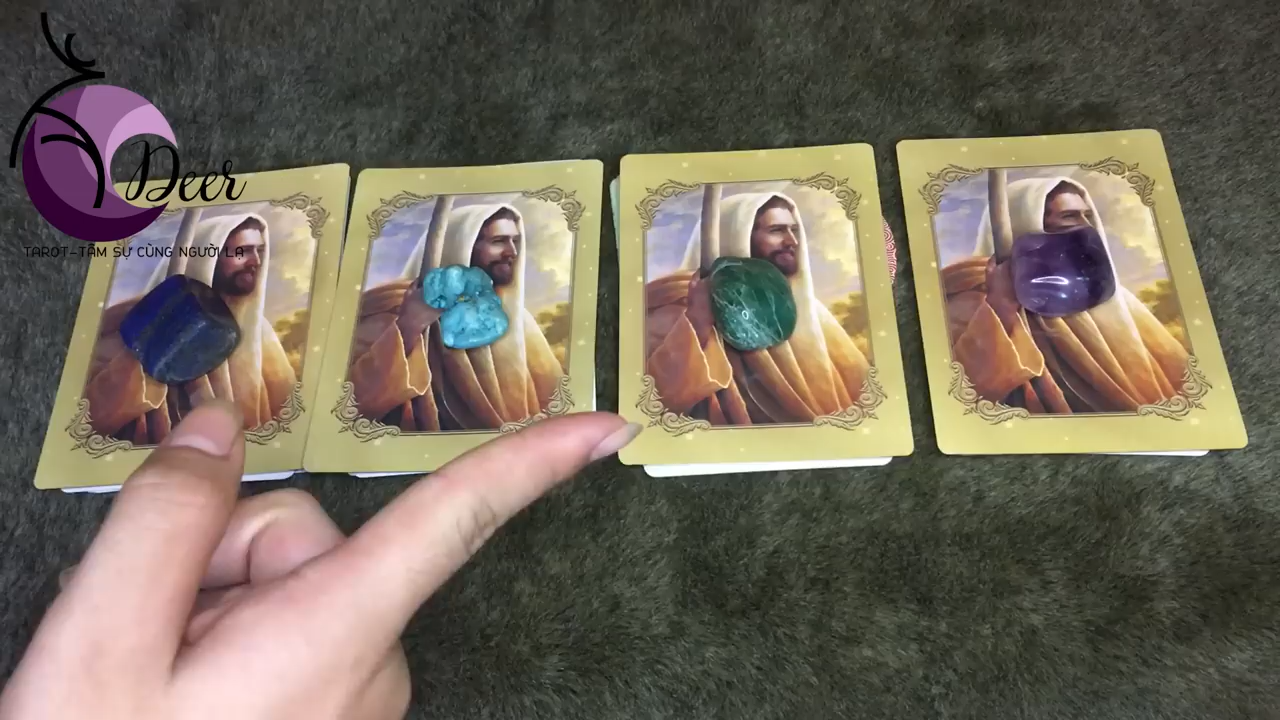 Deer
TAROT-TÂM SỰ CÙNG NGƯỜI LẠ